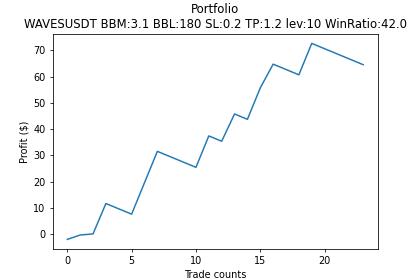 Portfolio
WAVESUSDT BBM:3.1 BBL:180 SL:0.2 TP:1.2 lev:10 WinRatio:42.0
70
60
50
40
30
20
10
0
Profit ($)
0 5 10 15 20
Trade counts